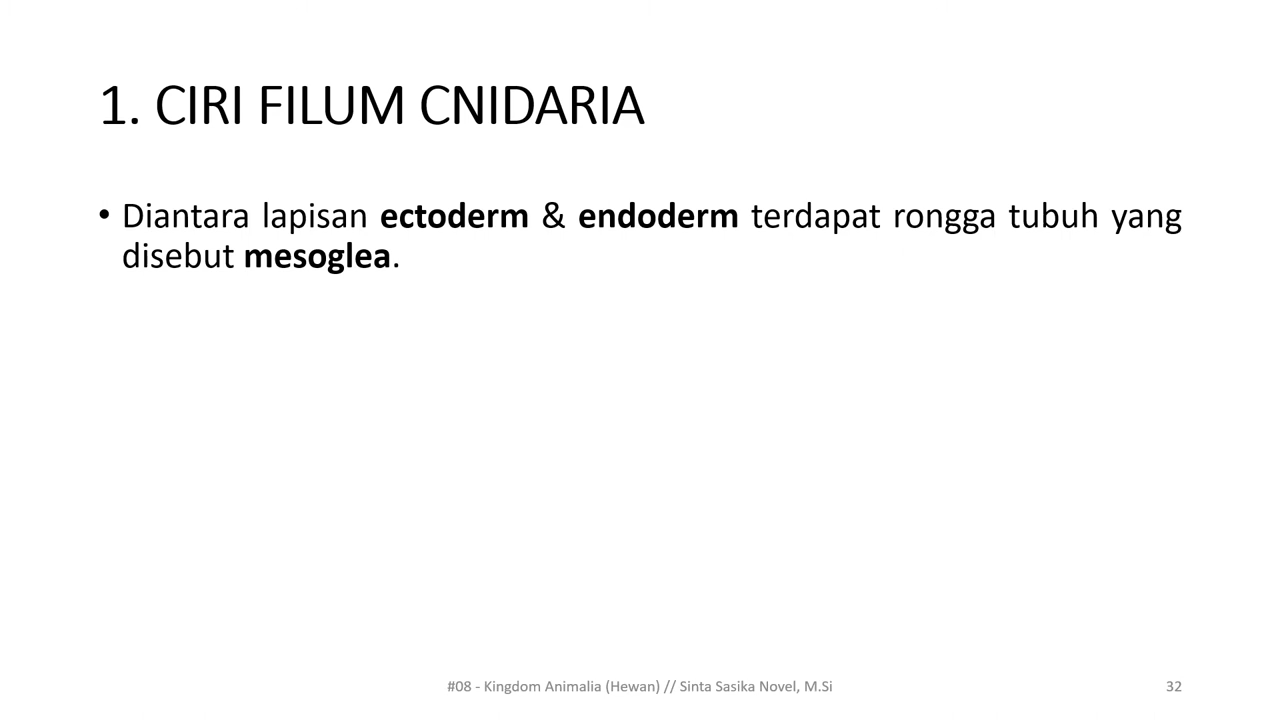 1. CIRI FILUM CNIDARIA
• Diantara lapisan ectoderm & endoderm terdapat rongga tubuh yang
disebut mesoglea.
#08 - Kingdom Animalia (Hewan) // Sinta Sasika Novel, M.Si
32